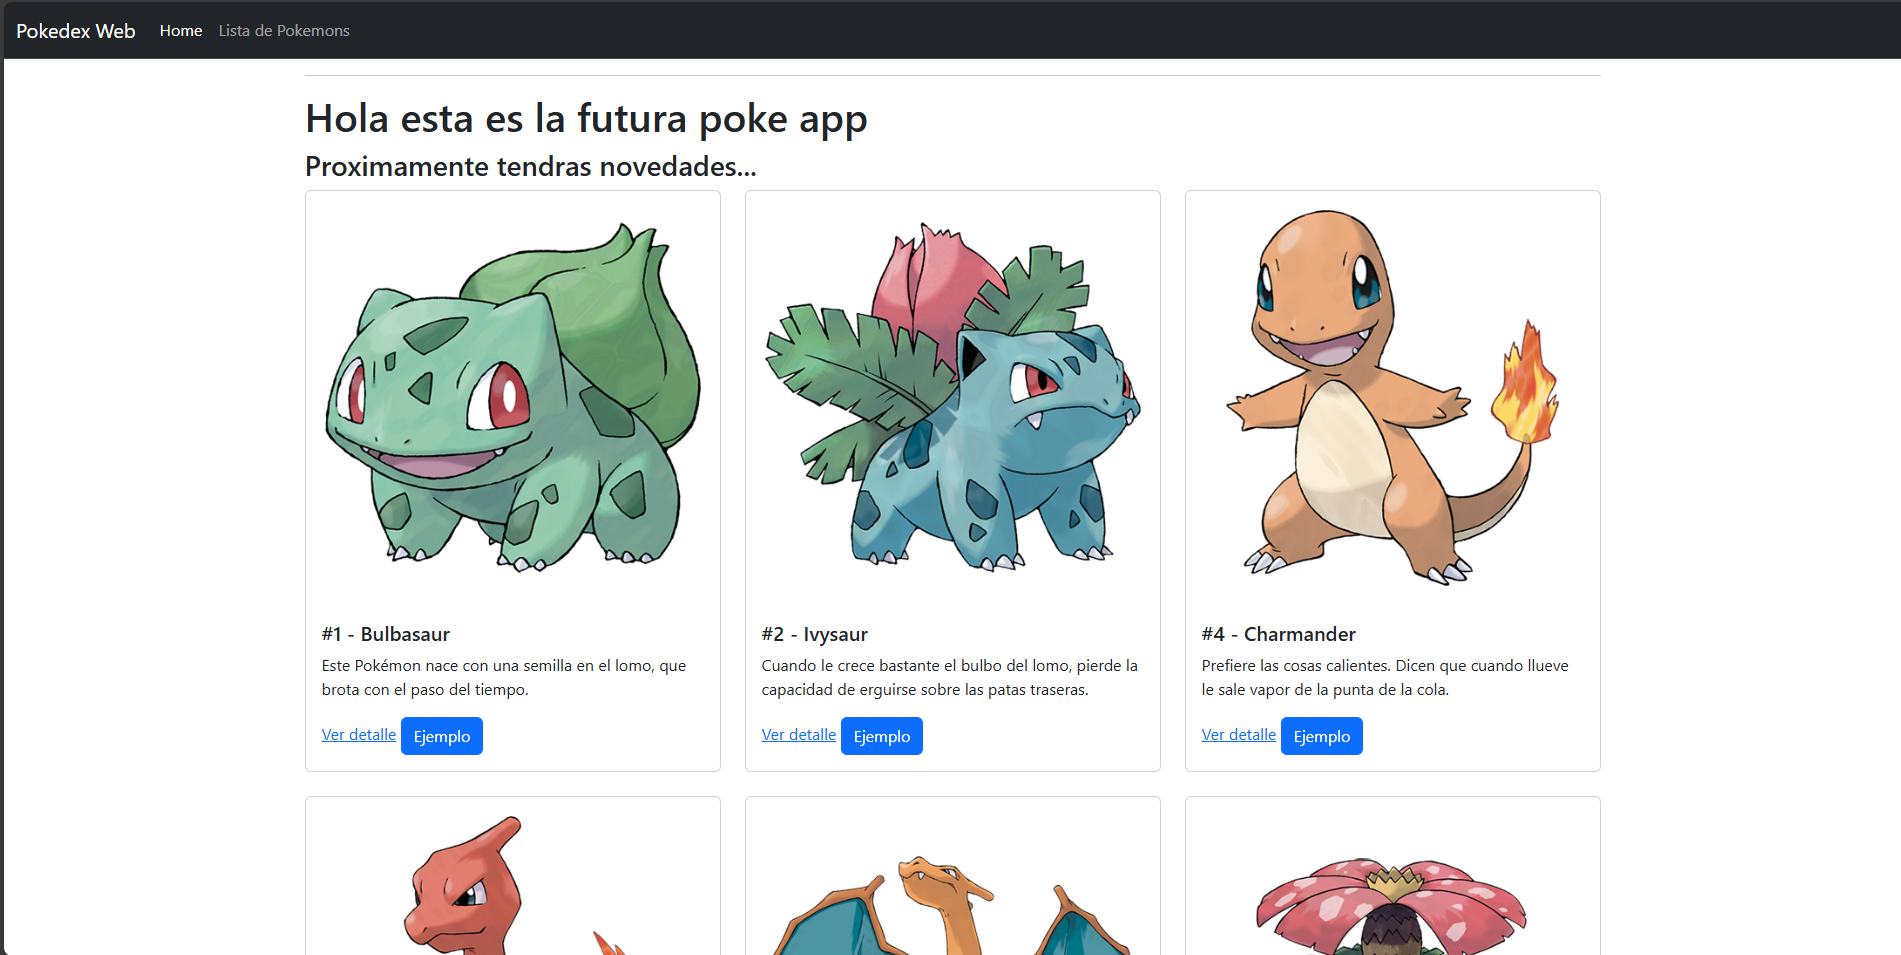 Pokedex Web Home Lista de Pokemons
Hola esta es la futura poke app
Proximamente tendras novedades...
#1 - Bulbasaur
Este Pokémon nace con una semilla en el lomo, que
brota con el paso del tiempo.
Ver detalle Ejemplo
#2 - Ivysaur
Cuando le crece bastante el bulbo del lomo, pierde la
capacidad de erguirse sobre las patas traseras.
Ver detalle Ejemplo
#4 - Charmander
Prefiere las cosas calientes. Dicen que cuando llueve
le sale vapor de la punta de la cola.
Ver detalle Ejemplo